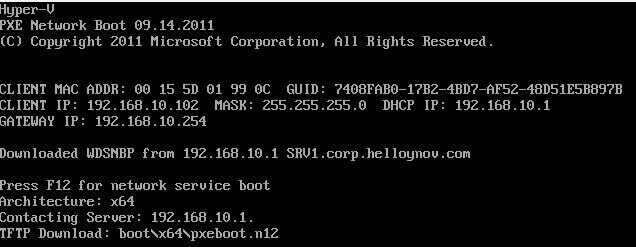 Hyper-V
PXE Network Boot 09.14.2011
(C) Copyright 2011 Microsoft Corporation, All Rights Reserved.
CLIENT MAC ADDR: 00 15 5D 01 99 0C  GUID: 7408FAB0-17B2-4BD7-AF52-48D51E5B897B
CLIENT IP: 192.168.10.102  MASK: 255.255.255.0  DHCP IP: 192.168.10.1
GATEWAY IP: 192.168.10.254
Downloaded WDSNBP from 192.168.10.1 SRV1.corp.helloynov.com
Press F12 for network service boot
Architecture: x64
Contacting Server: 192.168.10.1.
TFTP Download: boot\x64\pxeboot.n12